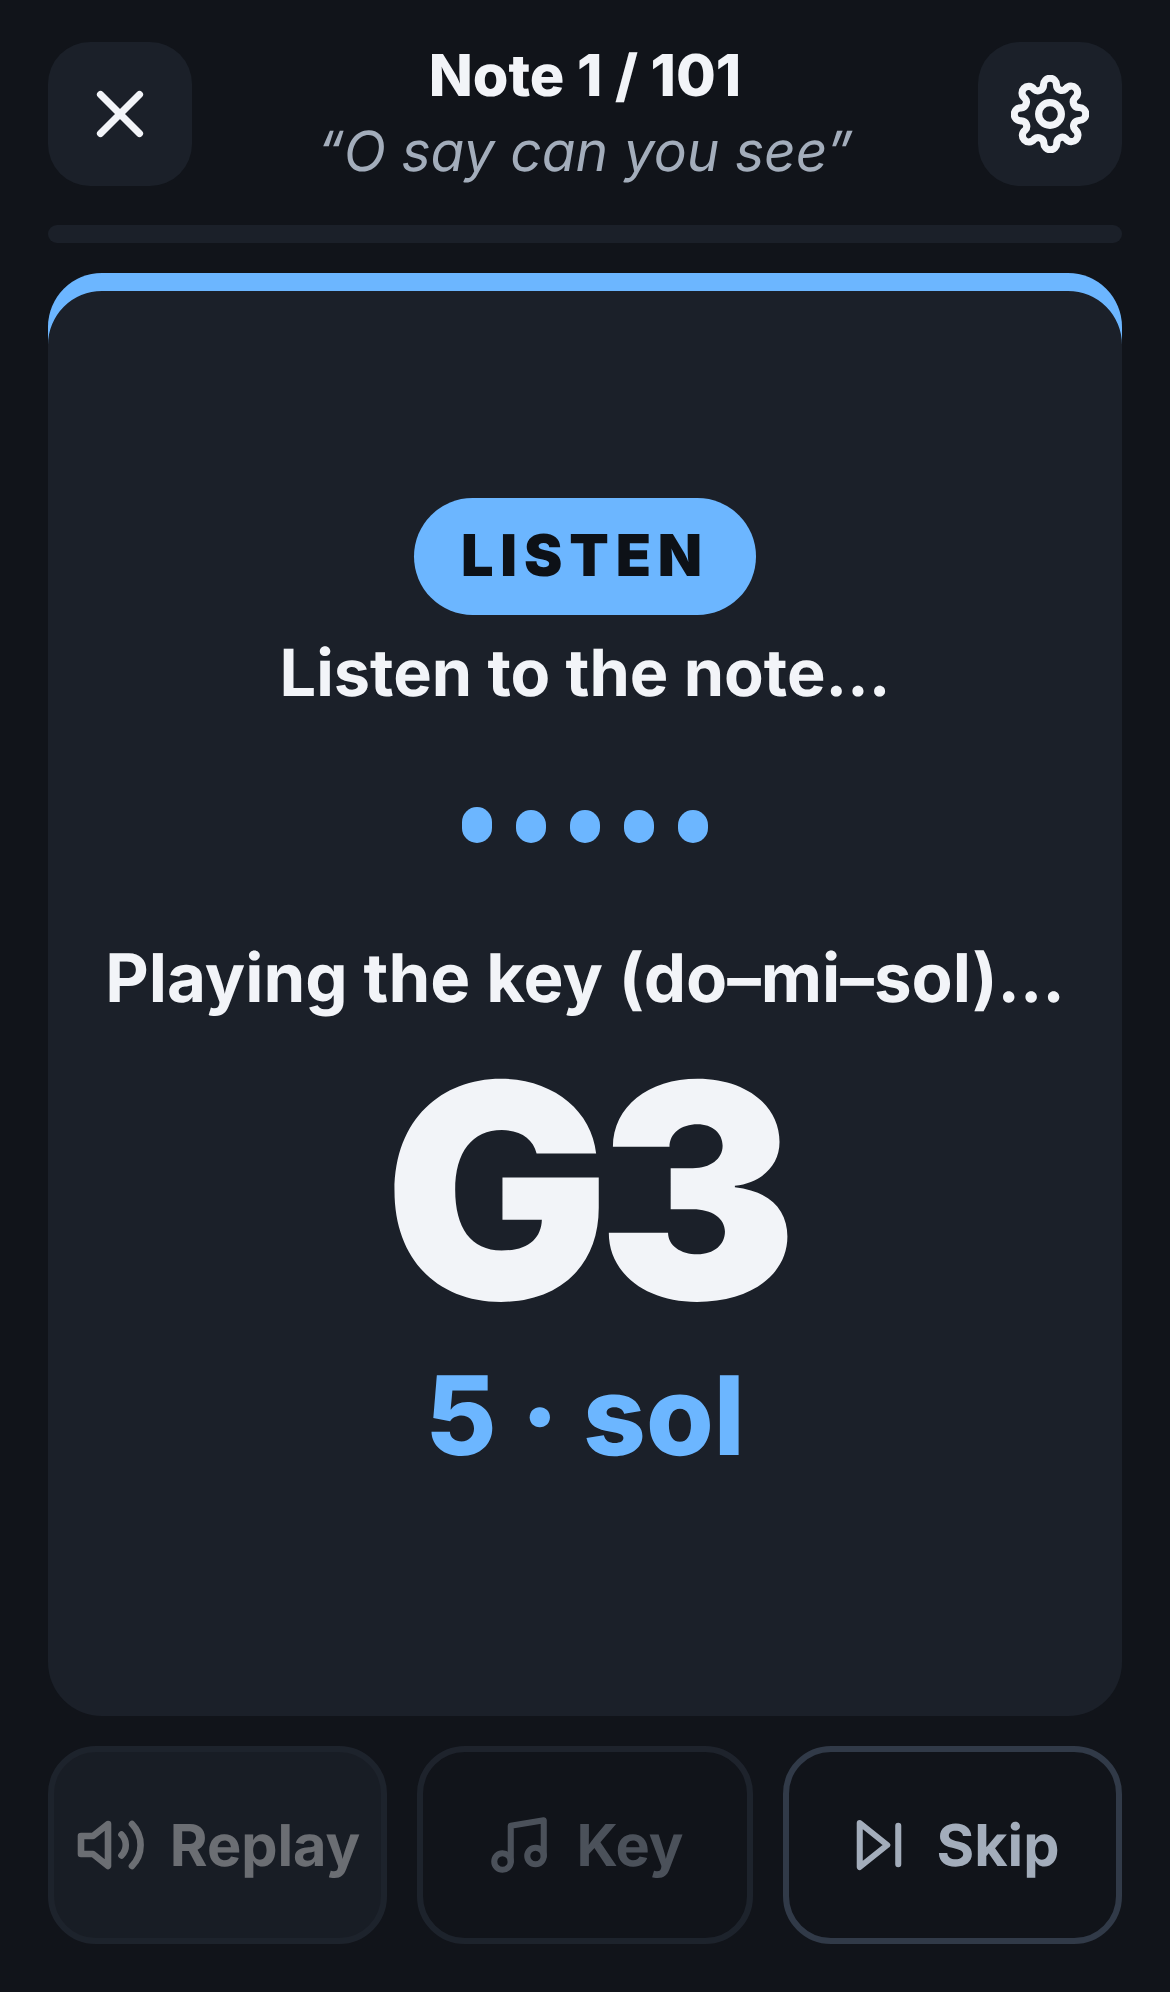 Note 1 / 101
“O say can you see”
LISTEN
Listen to the note...
Playing the key (do–mi–sol)...
G3
5 · sol
Replay
Key
Skip